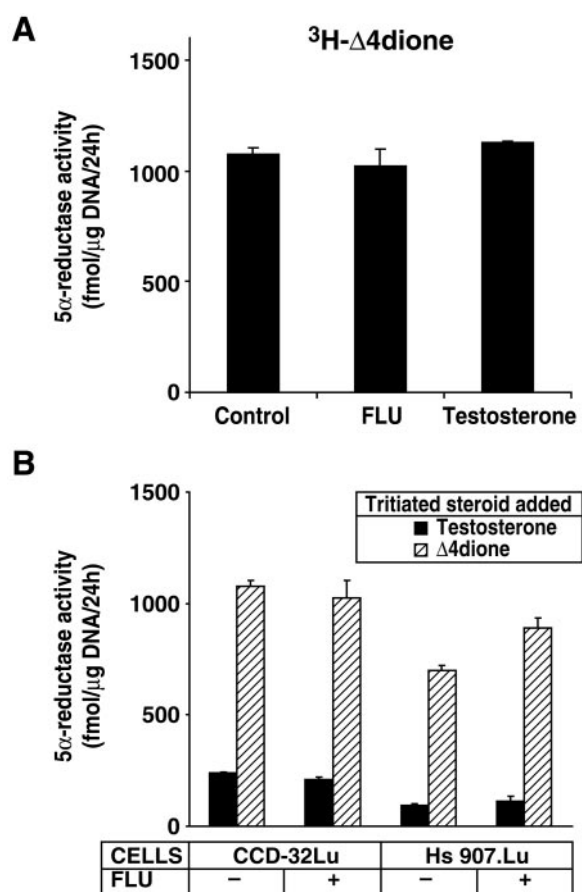 A
³H-Δ4dione
5α-reductase activity
(fmol/μg DNA/24h)
1500
1000
500
0
Control FLU Testosterone
B
5α-reductase activity
(fmol/μg DNA/24h)
1500
1000
500
0
Tritiated steroid added
Testosterone
Δ4dione
CELLS CCD-32Lu Hs 907.Lu
FLU − + − +